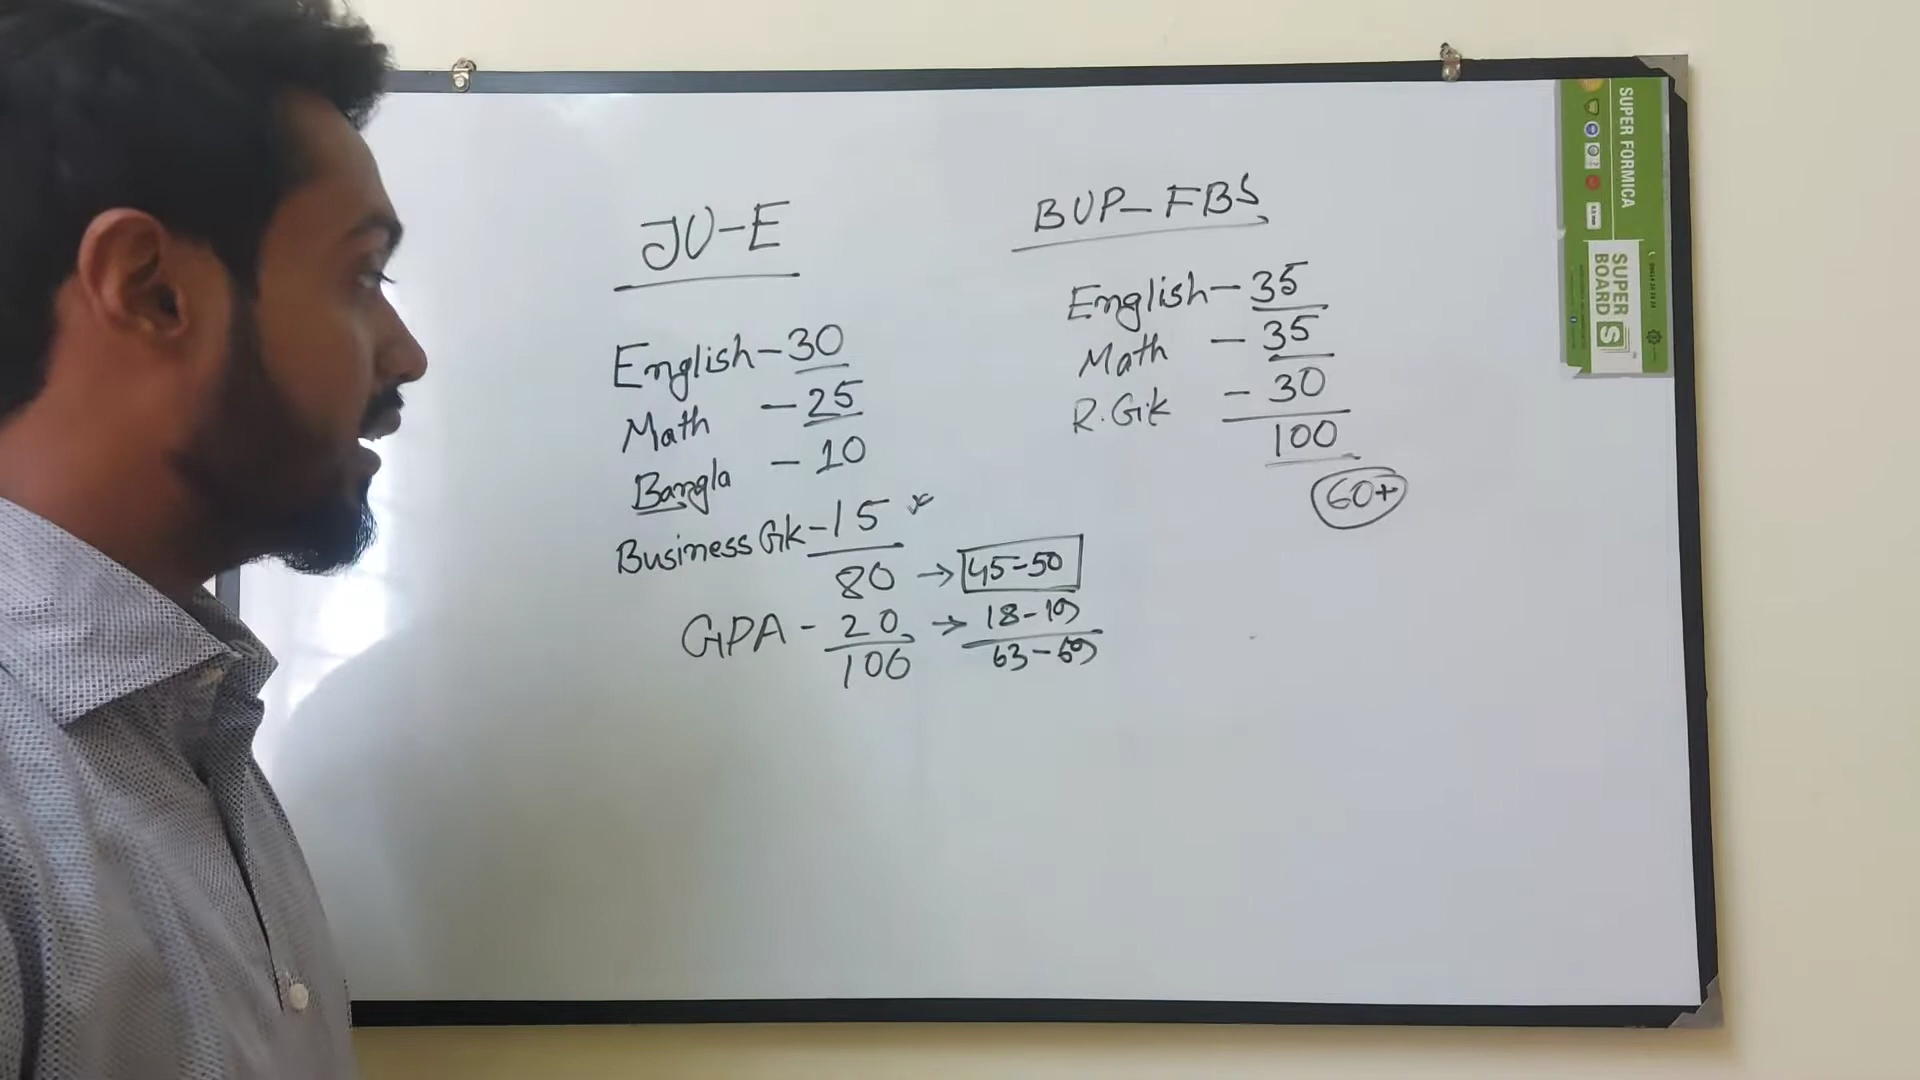 JU-E
English-30
Math - 25
Bangla - 10
Business Gk-15
80 → 45-50
GPA - 20 → 18-19
100 63-69
BUP-FBS
English-35
Math - 35
R.Gk - 30
100
60+
SUPER FORMICA
SUPER BOARD S